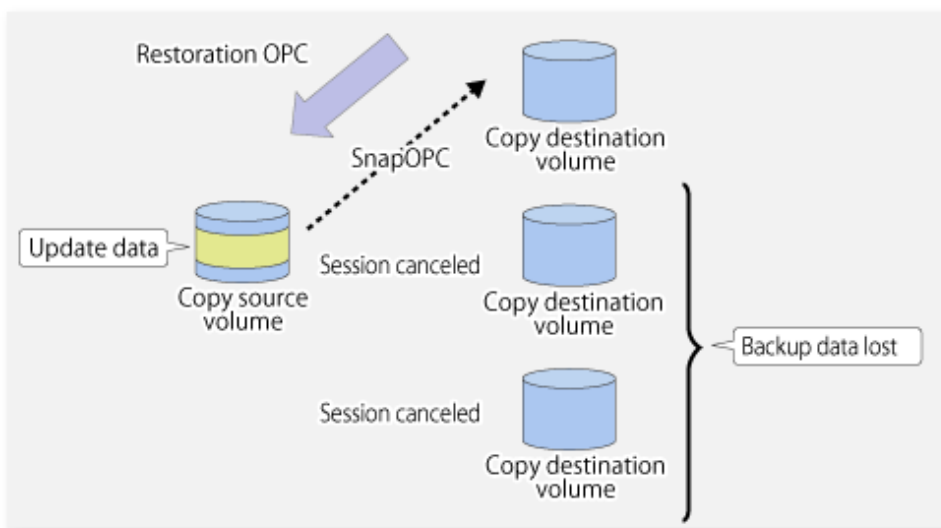 Restoration OPC
Copy destination
volume
SnapOPC
Update data
Copy source
volume
Session canceled
Copy destination
volume
Backup data lost
Session canceled
Copy destination
volume